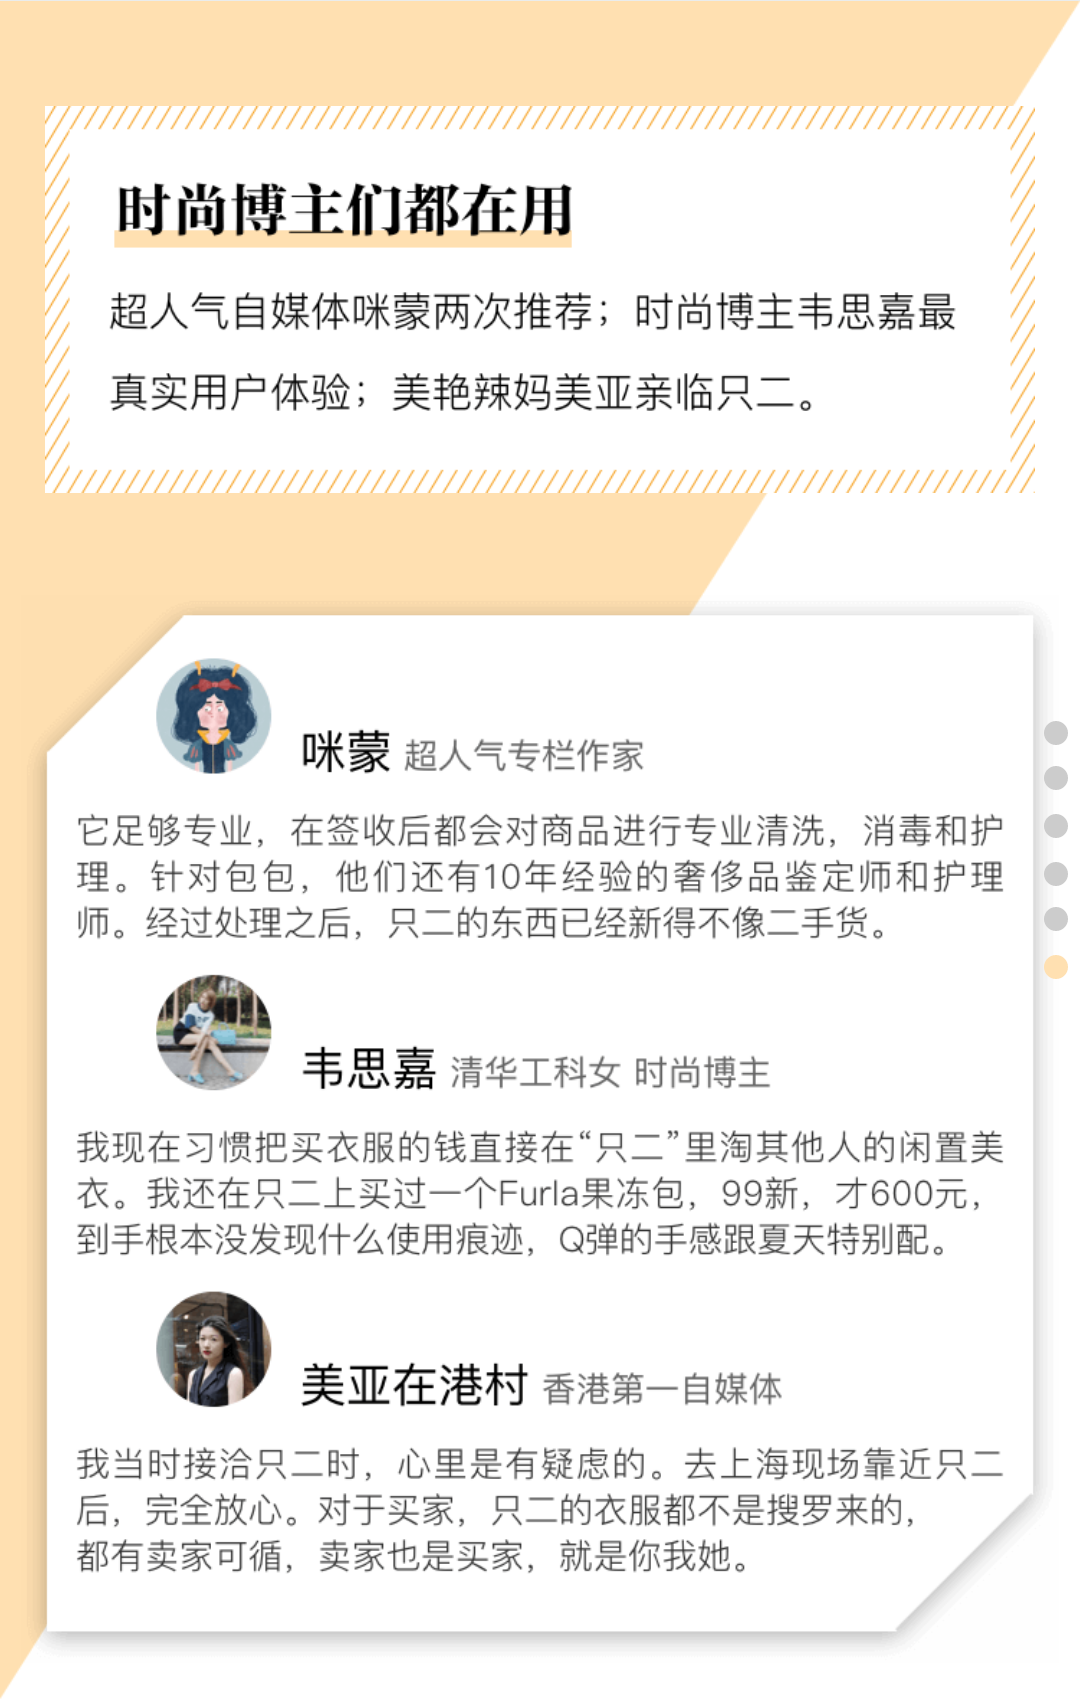 时尚博主们都在用
超人气自媒体咪蒙两次推荐；时尚博主韦思嘉最
真实用户体验；美艳辣妈美亚亲临只二。
咪蒙 超人气专栏作家
它足够专业，在签收后都会对商品进行专业清洗，消毒和护
理。针对包包，他们还有10年经验的奢侈品鉴定师和护理
师。经过处理之后，只二的东西已经新得不像二手货。
韦思嘉 清华工科女 时尚博主
我现在习惯把买衣服的钱直接在“只二”里淘其他人的闲置美
衣。我还在只二上买过一个Furla果冻包，99新，才600元，
到手根本没发现什么使用痕迹，Q弹的手感跟夏天特别配。
美亚在港村 香港第一自媒体
我当时接洽只二时，心里是有疑虑的。去上海现场靠近只二
后，完全放心。对于买家，只二的衣服都不是搜罗来的，
都有卖家可循，卖家也是买家，就是你我她。